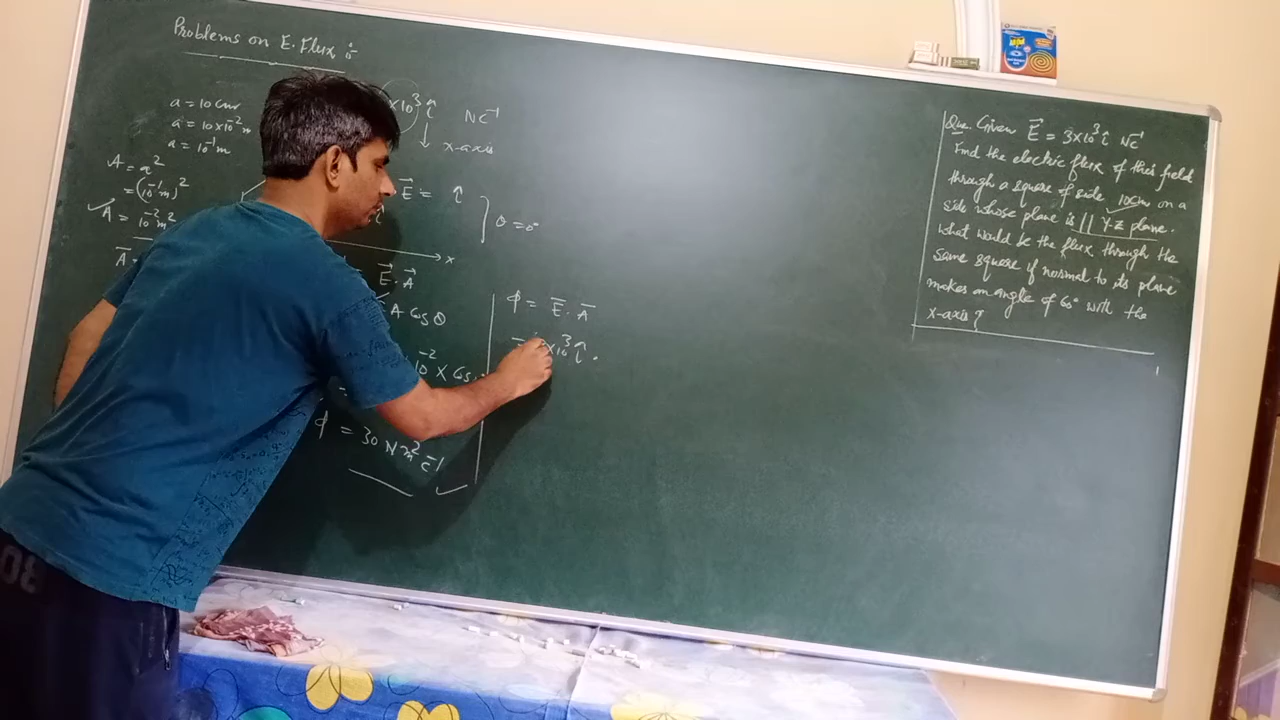 Problems on E. Flux :-
a = 10 cm
a = 10×10⁻² m
a = 10⁻¹ m
A = a²
= (10⁻¹ m)²
A = 10⁻² m²
×10³ î NC⁻¹
x-axis
E⃗ = î
θ = 0°
x
E⃗ . A⃗
A Cos θ
10⁻² × Cos
ϕ = 30 N m² C⁻¹
ϕ = E̅ . A̅
×10³ î .
Que. Given E⃗ = 3×10³ î NC⁻¹
Find the electric flux of this field
through a square of side 10cm on a
side whose plane is || Y-Z plane.
What would be the flux through the
same square if normal to its plane
makes an angle of 60° with the
x-axis ?